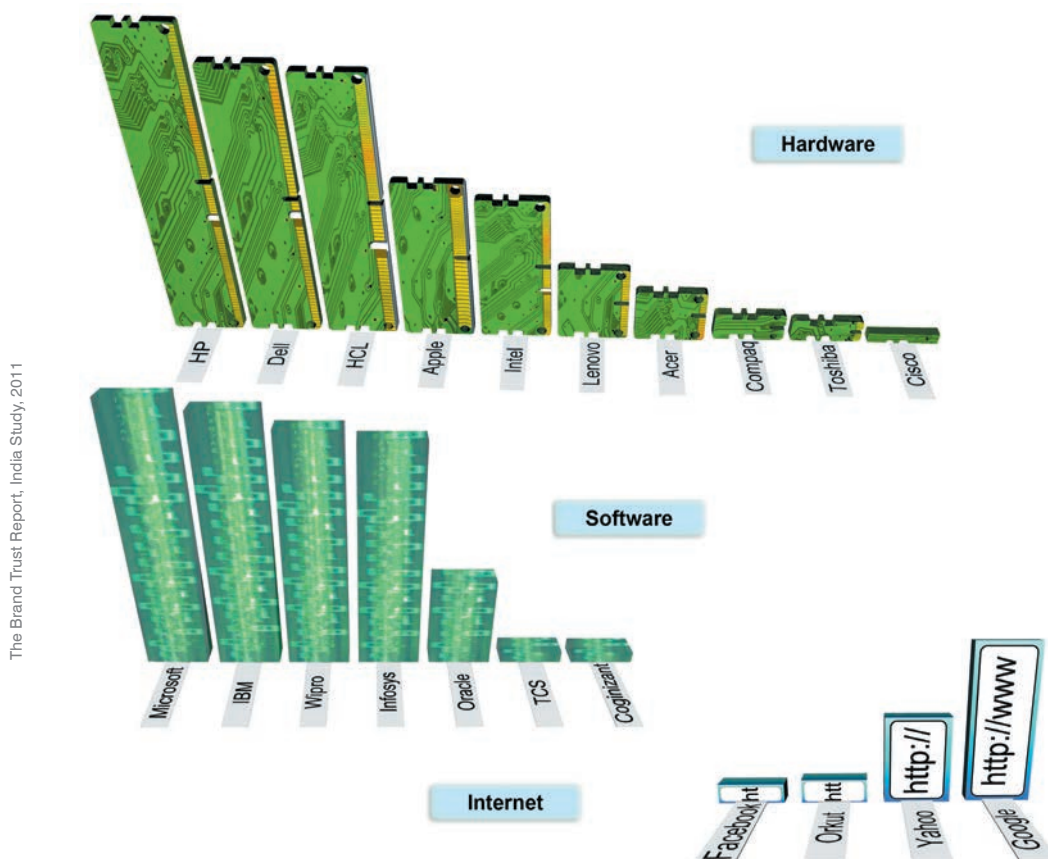 Hardware
HP
Dell
HCL
Apple
Intel
Lenovo
Acer
Compaq
Toshiba
Cisco
The Brand Trust Report, India Study, 2011
Software
Microsoft
IBM
Wipro
Infosys
Oracle
TCS
Coginizant
Internet
ht
htt
http://
http://www
Facebook
Orkut
Yahoo
Google